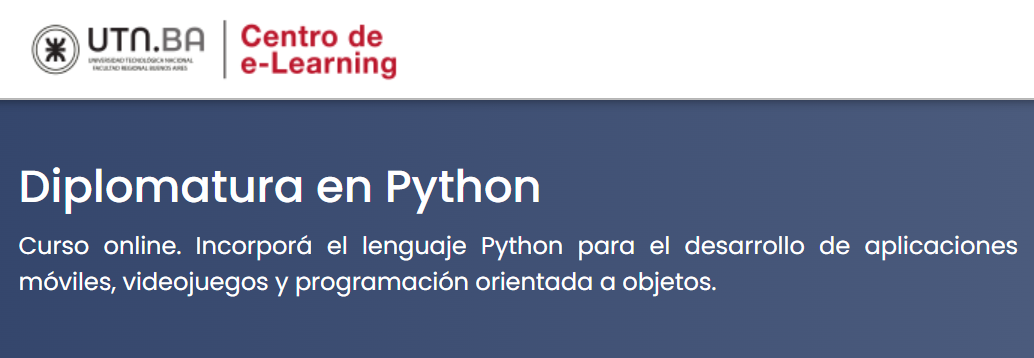 UTN.BA
UNIVERSIDAD TECNOLÓGICA NACIONAL
FACULTAD REGIONAL BUENOS AIRES
Centro de
e-Learning
Diplomatura en Python
Curso online. Incorporá el lenguaje Python para el desarrollo de aplicaciones
móviles, videojuegos y programación orientada a objetos.